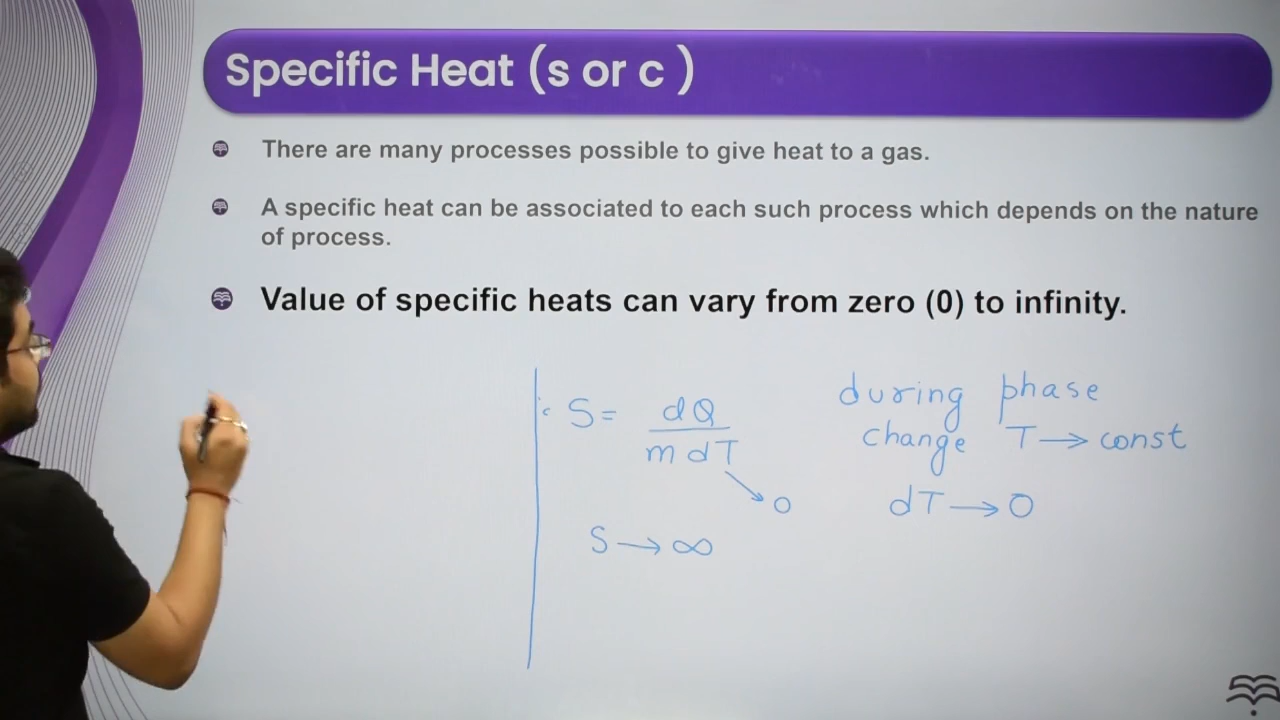 Specific Heat (s or c )
There are many processes possible to give heat to a gas.
A specific heat can be associated to each such process which depends on the nature
of process.
Value of specific heats can vary from zero (0) to infinity.
S = dQ
m dT
→ 0
S → ∞
during phase
change T → const
dT → 0